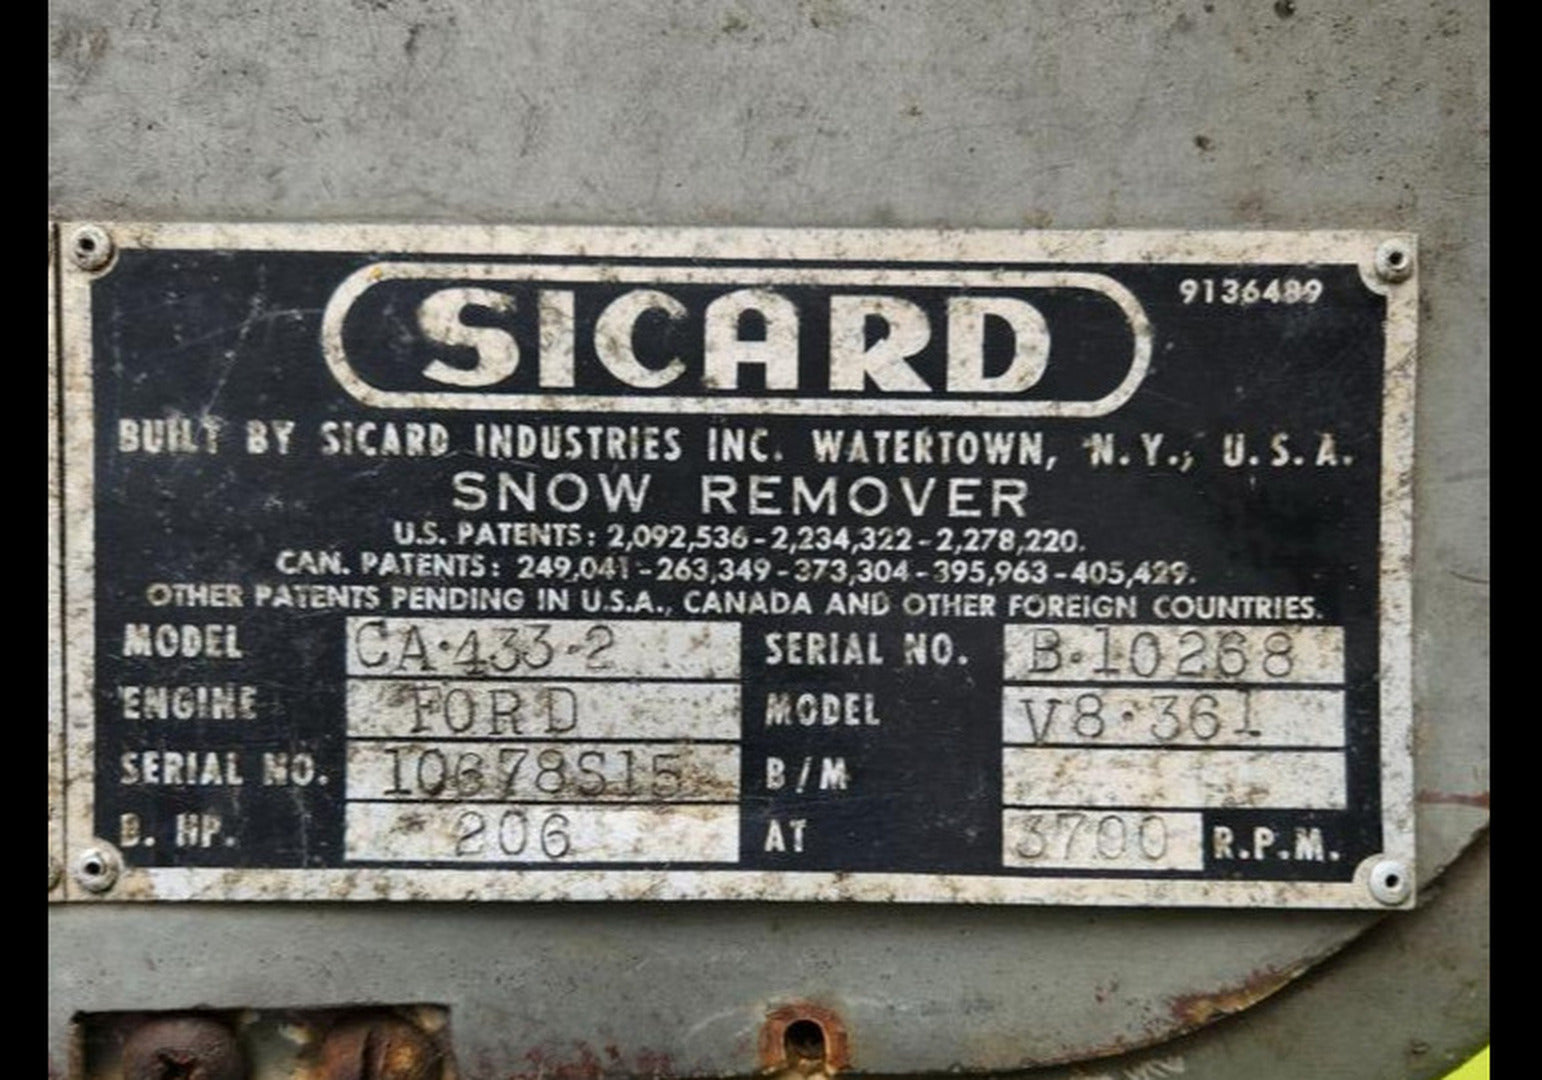 SICARD
9136489
BUILT BY SICARD INDUSTRIES INC. WATERTOWN, N.Y., U.S.A.
SNOW REMOVER
U.S. PATENTS: 2,092,536-2,234,322-2,278,220.
CAN. PATENTS: 249,041-263,349-373,304-395,963-405,429.
OTHER PATENTS PENDING IN U.S.A., CANADA AND OTHER FOREIGN COUNTRIES.
MODEL CA-433-2 SERIAL NO. B-10268
ENGINE FORD MODEL V8-361
SERIAL NO. 10678S15 B/M
B. HP. 206 AT 3700 R.P.M.